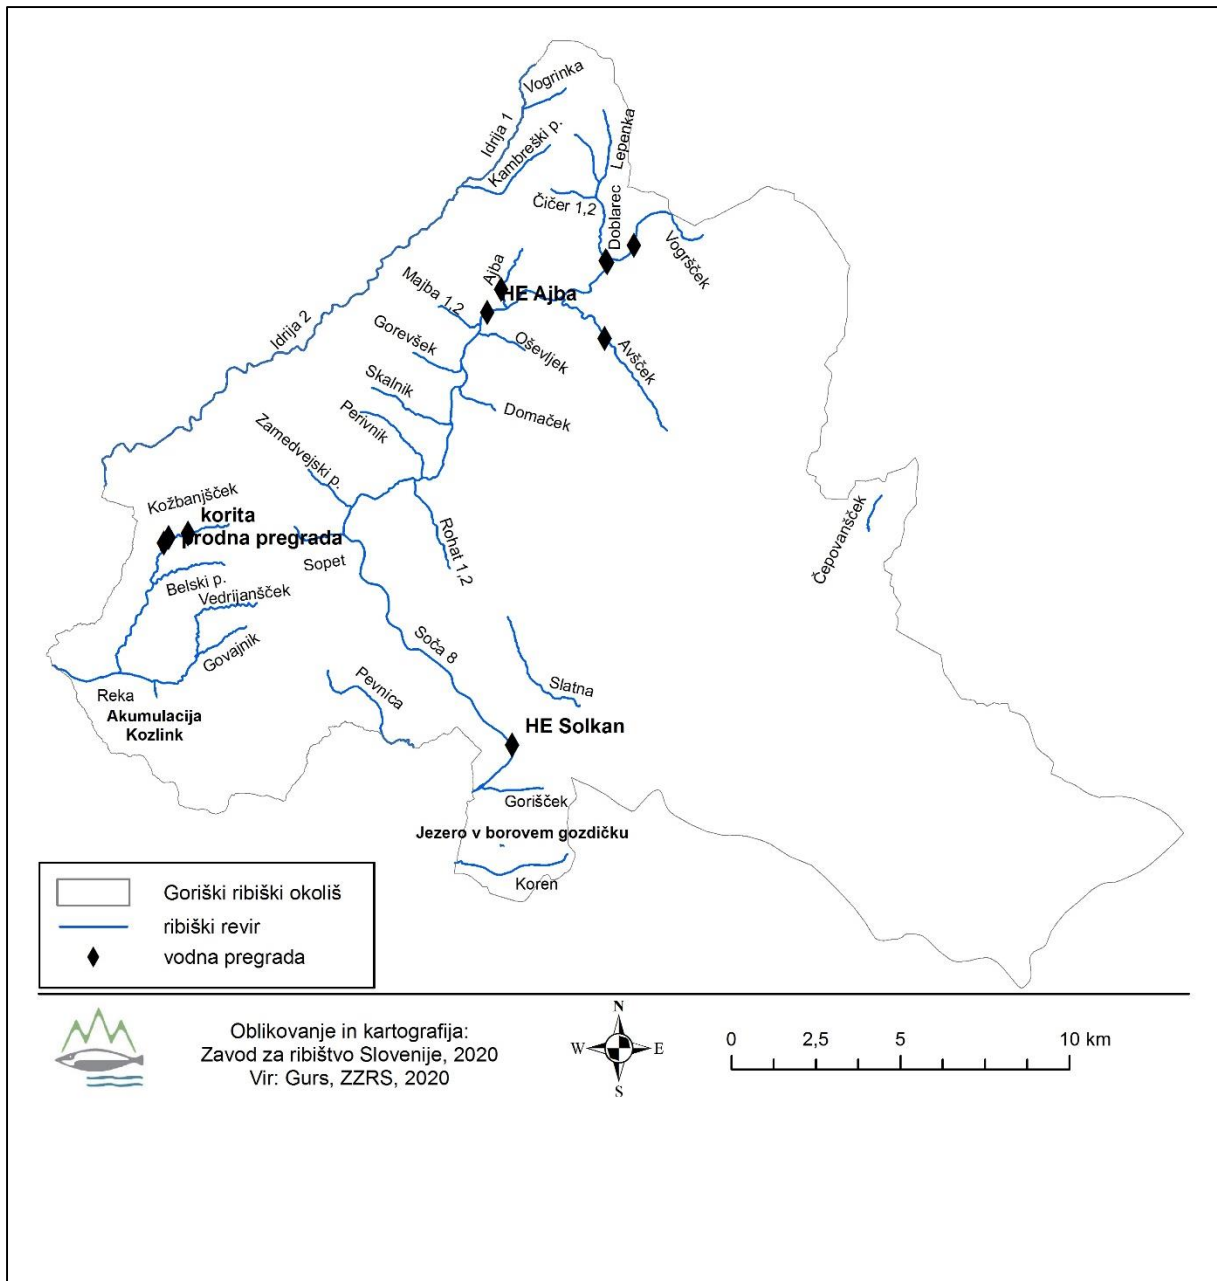 Vogrinka
Idrija 1
Kambreški p.
Lepenka
Čičer 1,2
Doblarec
Vogršček
Ajba
HE Ajba
Majba 1,2
Idrija 2
Gorevšek
Oševljek
Avšček
Skalnik
Domaček
Perivnik
Zamedvejski p.
Kožbanjšček
korita
prodna pregrada
Sopet
Rohat 1,2
Čepovanšček
Belski p.
Vedrijanšček
Govajnik
Soča 8
Slatna
Pevnica
Reka
Akumulacija
Kozlink
HE Solkan
Gorišček
Jezero v borovem gozdičku
Koren
Goriški ribiški okoliš
ribiški revir
vodna pregrada
Oblikovanje in kartografija:
Zavod za ribištvo Slovenije, 2020
Vir: Gurs, ZZRS, 2020
N
W E
S
0 2,5 5 10 km